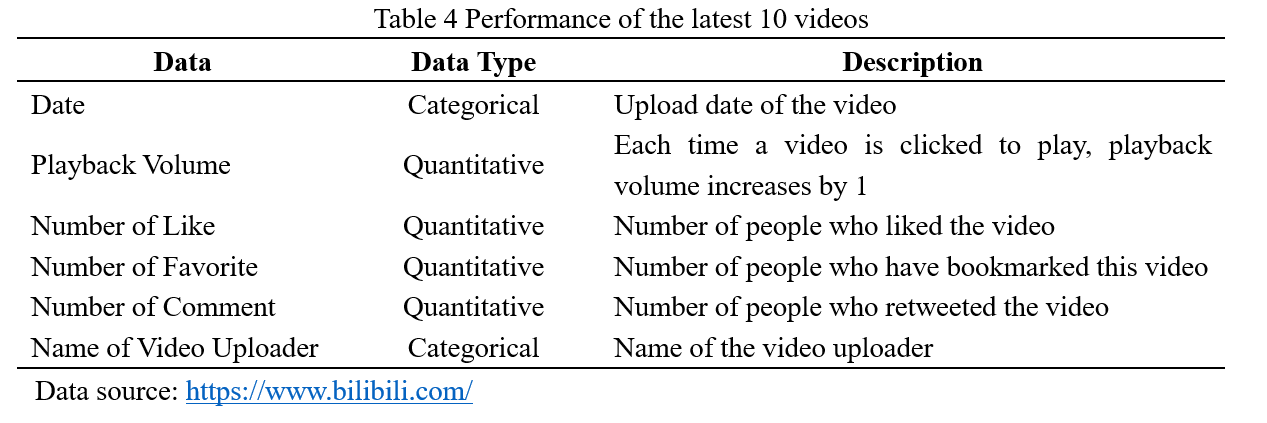 Table 4 Performance of the latest 10 videos
Data Data Type Description
Date Categorical Upload date of the video
Playback Volume Quantitative Each time a video is clicked to play, playback
volume increases by 1
Number of Like Quantitative Number of people who liked the video
Number of Favorite Quantitative Number of people who have bookmarked this video
Number of Comment Quantitative Number of people who retweeted the video
Name of Video Uploader Categorical Name of the video uploader
Data source: https://www.bilibili.com/